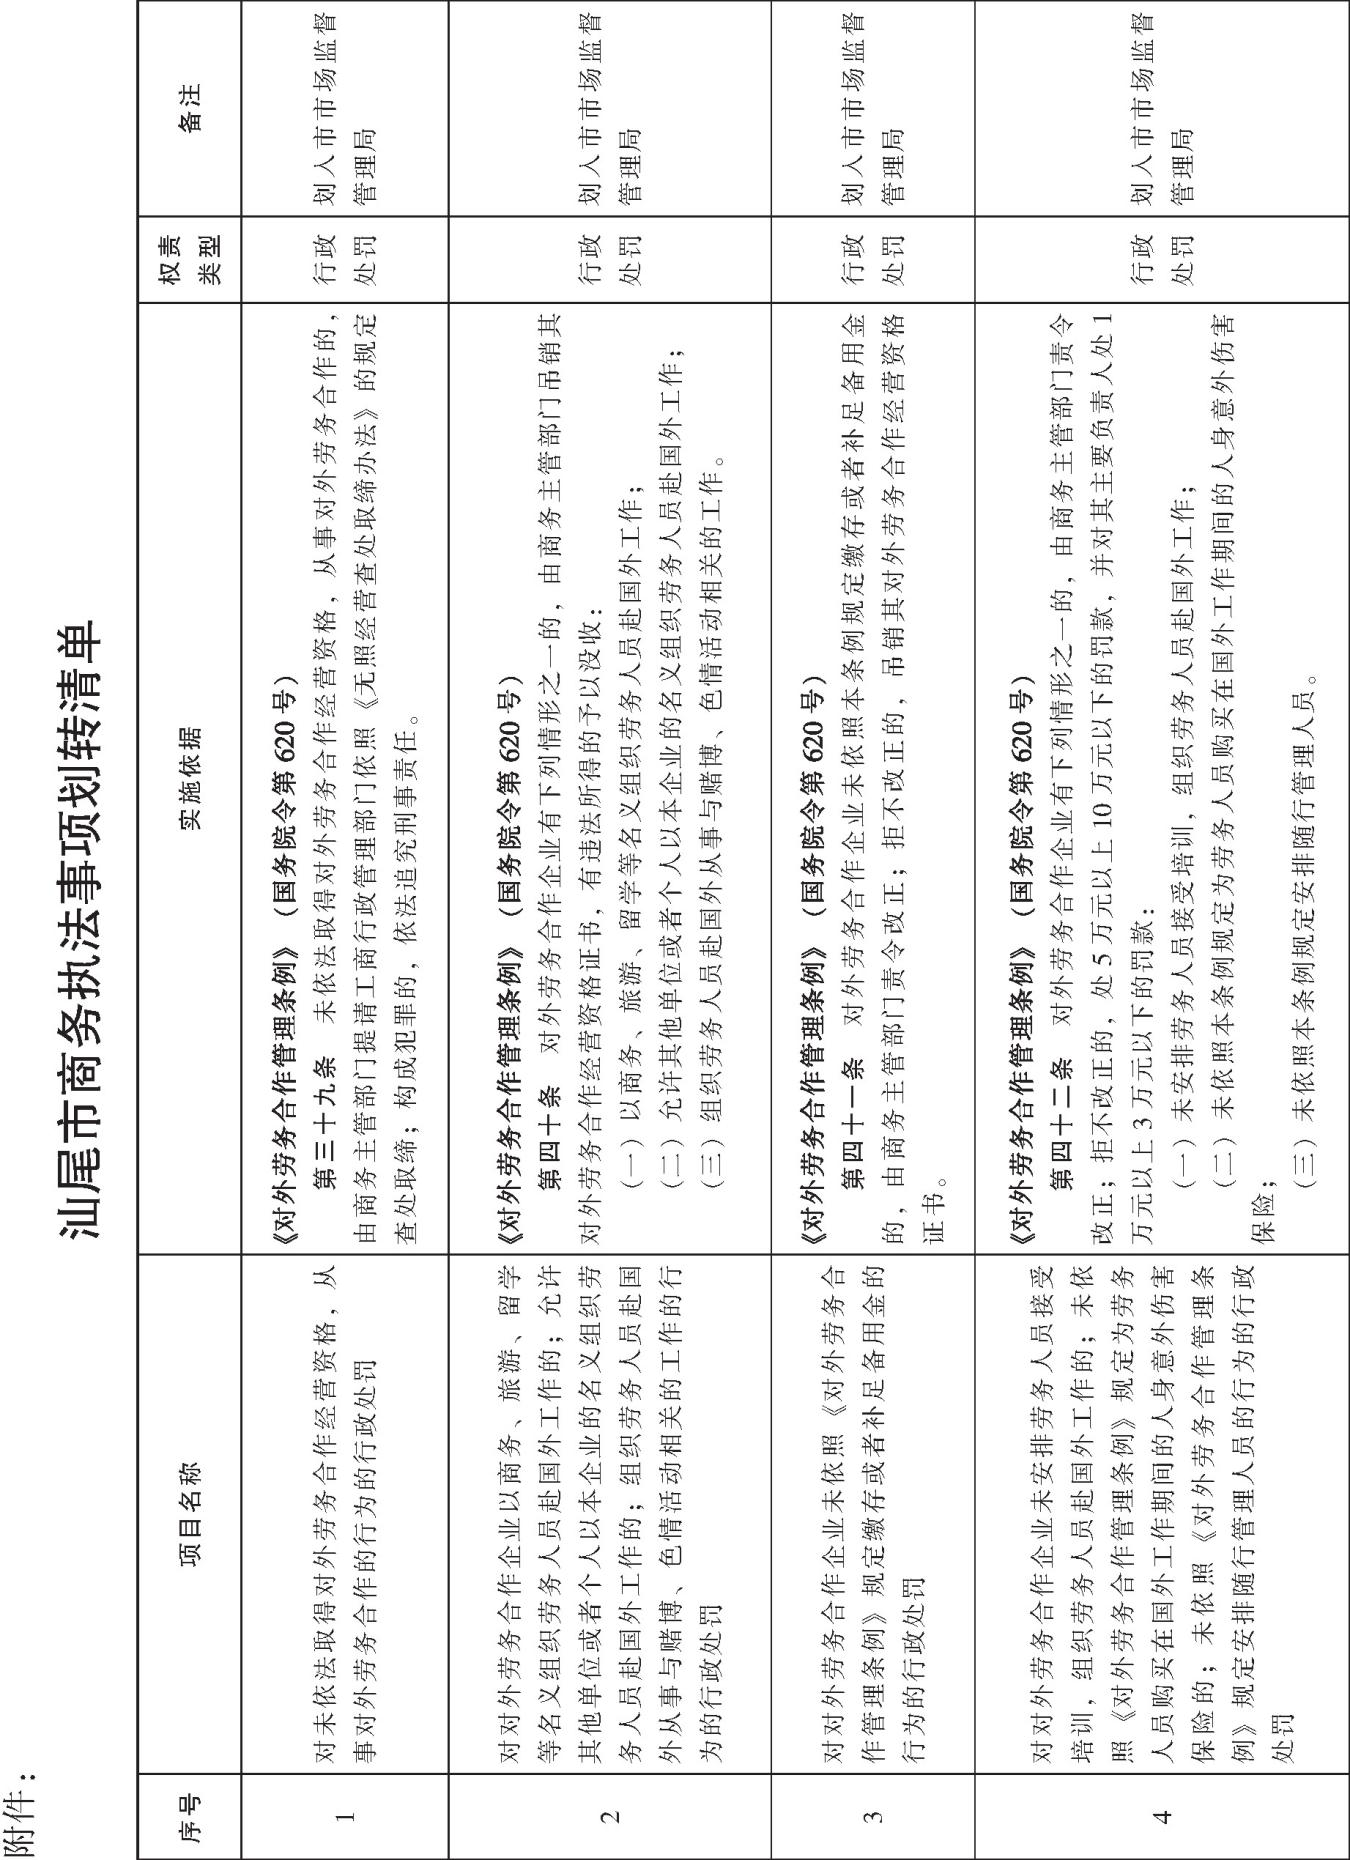 附件：
汕尾市商务执法事项划转清单
序号
项目名称
实施依据
权责
类型
备注
1
对未依法取得对外劳务合作经营资格，从
事对外劳务合作的行为的行政处罚
《对外劳务合作管理条例》（国务院令第620号）
第三十九条　未依法取得对外劳务合作经营资格，从事对外劳务合作的，
由商务主管部门提请工商行政管理部门依照《无照经营查处取缔办法》的规定
查处取缔；构成犯罪的，依法追究刑事责任。
行政
处罚
划入市市场监督
管理局
2
对对外劳务合作企业以商务、旅游、留学
等名义组织劳务人员赴国外工作的；允许
其他单位或者个人以本企业的名义组织劳
务人员赴国外工作的；组织劳务人员赴国
外从事与赌博、色情活动相关的工作的行
为的行政处罚
《对外劳务合作管理条例》（国务院令第620号）
第四十条　对外劳务合作企业有下列情形之一的，由商务主管部门吊销其
对外劳务合作经营资格证书，有违法所得的予以没收：
（一）以商务、旅游、留学等名义组织劳务人员赴国外工作；
（二）允许其他单位或者个人以本企业的名义组织劳务人员赴国外工作；
（三）组织劳务人员赴国外从事与赌博、色情活动相关的工作。
行政
处罚
划入市市场监督
管理局
3
对对外劳务合作企业未依照《对外劳务合
作管理条例》规定缴存或者补足备用金的
行为的行政处罚
《对外劳务合作管理条例》（国务院令第620号）
第四十一条　对外劳务合作企业未依照本条例规定缴存或者补足备用金
的，由商务主管部门责令改正；拒不改正的，吊销其对外劳务合作经营资格
证书。
行政
处罚
划入市市场监督
管理局
4
对对外劳务合作企业未安排劳务人员接受
培训，组织劳务人员赴国外工作的；未依
照《对外劳务合作管理条例》规定为劳务
人员购买在国外工作期间的人身意外伤害
保险的；未依照《对外劳务合作管理条
例》规定安排随行管理人员的行为的行政
处罚
《对外劳务合作管理条例》（国务院令第620号）
第四十二条　对外劳务合作企业有下列情形之一的，由商务主管部门责令
改正；拒不改正的，处5万元以上10万元以下的罚款，并对其主要负责人处1
万元以上3万元以下的罚款：
（一）未安排劳务人员接受培训，组织劳务人员赴国外工作；
（二）未依照本条例规定为劳务人员购买在国外工作期间的人身意外伤害
保险；
（三）未依照本条例规定安排随行管理人员。
行政
处罚
划入市市场监督
管理局